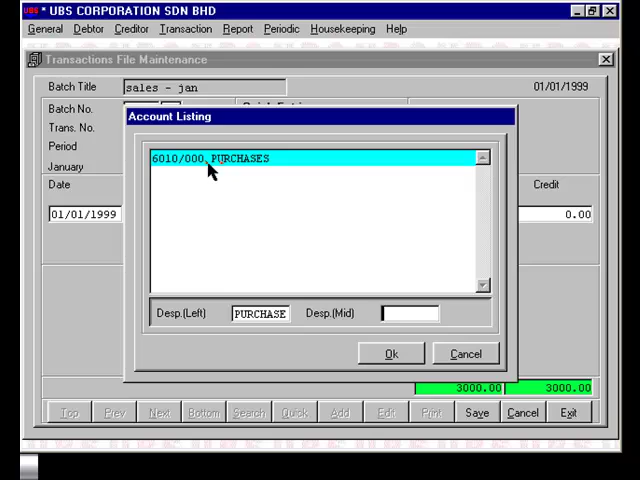 UBS * UBS CORPORATION SDN BHD
General Debtor Creditor Transaction Report Periodic Housekeeping Help
Transactions File Maintenance
Batch Title sales - jan 01/01/1999
Batch No.
Trans. No.
Period
January
Account Listing
6010/000 PURCHASES
Date Credit
01/01/1999 0.00
Desp.(Left) PURCHASE Desp.(Mid)
Ok Cancel
3000.00 3000.00
Top Prev Next Bottom Search Quick Add Edit Print Save Cancel Exit